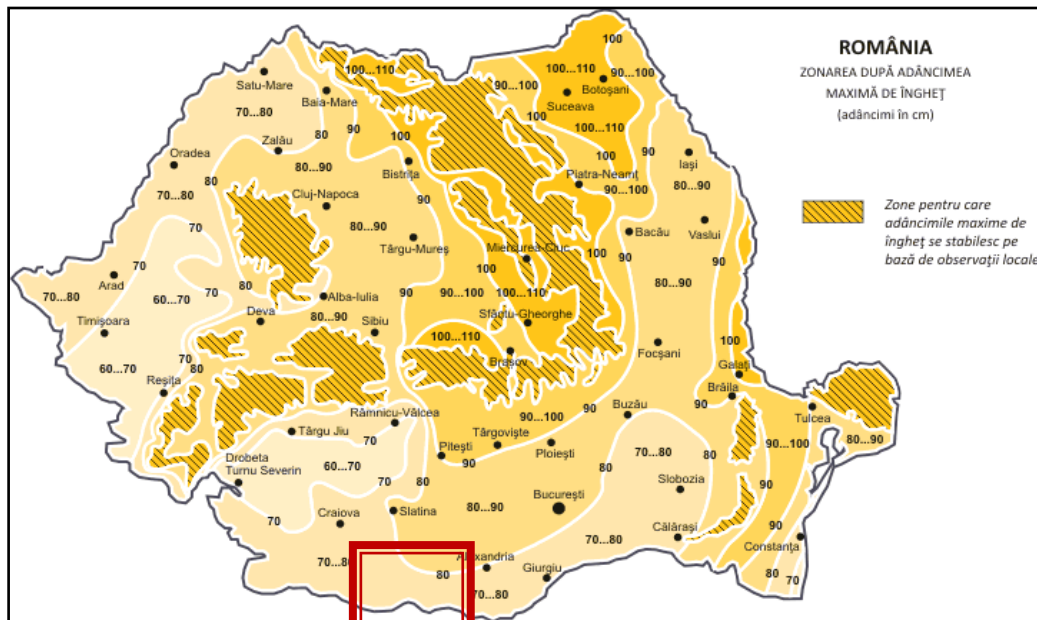 ROMÂNIA
ZONAREA DUPĂ ADÂNCIMEA
MAXIMĂ DE ÎNGHEȚ
(adâncimi în cm)
Zone pentru care
adâncimile maxime de
îngheț se stabilesc pe
bază de observații locale
100
100...110
100...110
90...100
90...100
Satu-Mare
Baia-Mare
Botoșani
Suceava
70...80
80
90
100
100
100...110
Zalău
100
90
Iași
Oradea
80
80...90
Bistrița
Piatra-Neamț
80...90
70...80
Cluj-Napoca
90
90...100
70
80...90
Târgu-Mureș
Bacău
Vaslui
Miercurea-Ciuc
100
90
90
70
Arad
70
100
80...90
70...80
60...70
80
Alba-Iulia
90
90...100
100...110
Timișoara
Deva
80...90
Sibiu
Sfântu-Gheorghe
100...110
Focșani
100
70
80
Brașov
60...70
Galați
Reșița
Brăila
Râmnicu-Vâlcea
90...100
90
Buzău
90
Tulcea
Târgu Jiu
70
Târgoviște
90...100
80...90
Pitești
Ploiești
70...80
80
Drobeta
Turnu Severin
60...70
90
80
70
80
Slobozia
90
București
70
Craiova
Slatina
80...90
Călărași
90
70...80
Constanța
70...80
Alexandria
80
Giurgiu
80
70
70...80